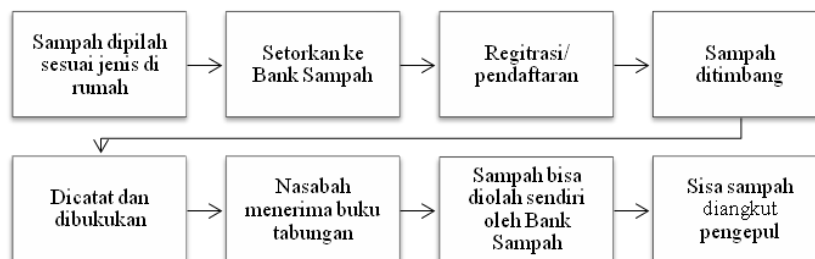 Sampah dipilah
sesuai jenis di
rumah
Setorkan ke
Bank Sampah
Regitrasi/
pendaftaran
Sampah
ditimbang
Dicatat dan
dibukukan
Nasabah
menerima buku
tabungan
Sampah bisa
diolah sendiri
oleh Bank
Sampah
Sisa sampah
diangkut
pengepul